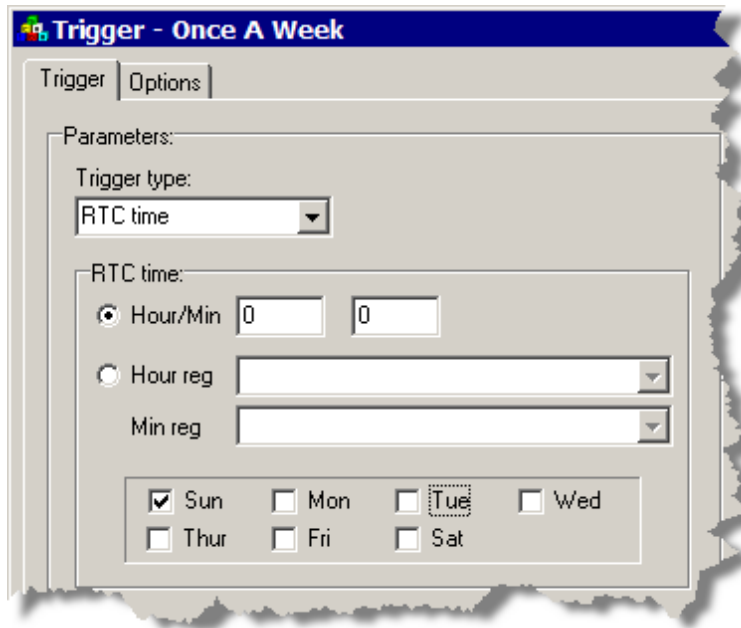 Trigger - Once A Week
Trigger Options
Parameters:
Trigger type:
RTC time
RTC time:
Hour/Min 0 0
Hour reg
Min reg
Sun Mon Tue Wed
Thur Fri Sat